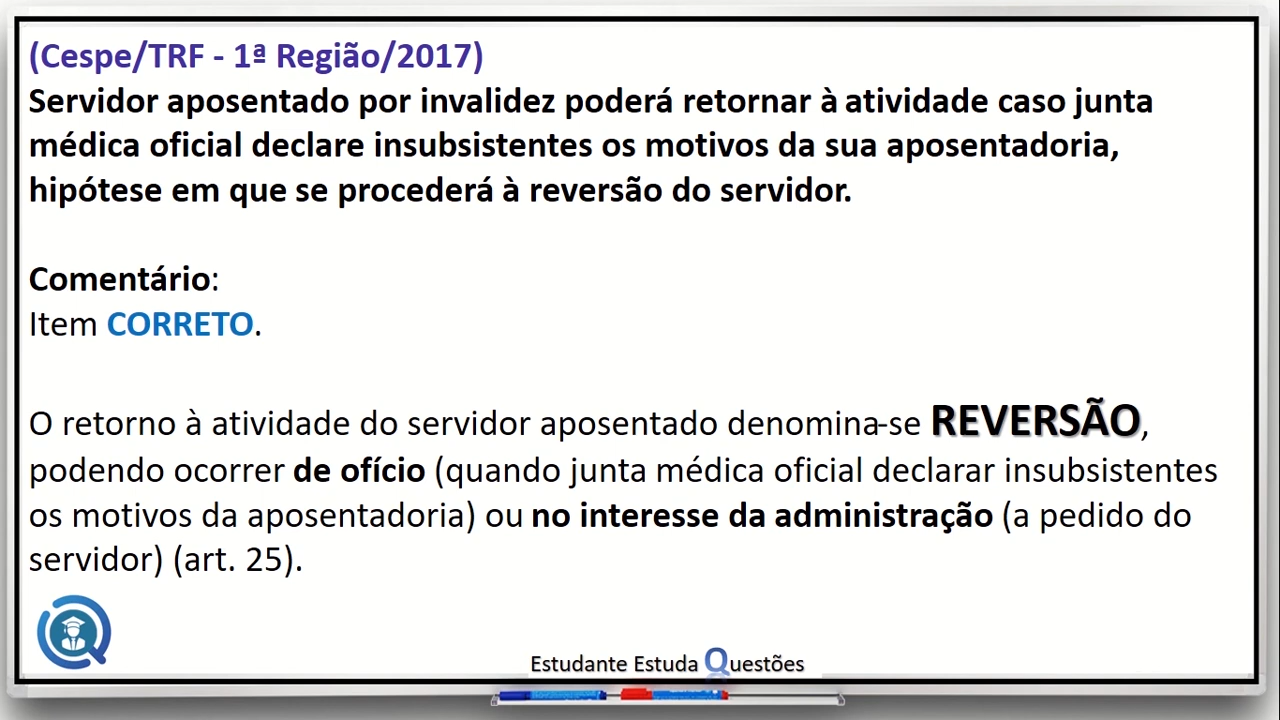 (Cespe/TRF - 1ª Região/2017)
Servidor aposentado por invalidez poderá retornar à atividade caso junta
médica oficial declare insubsistentes os motivos da sua aposentadoria,
hipótese em que se procederá à reversão do servidor.
Comentário:
Item CORRETO.
O retorno à atividade do servidor aposentado denomina-se REVERSÃO,
podendo ocorrer de ofício (quando junta médica oficial declarar insubsistentes
os motivos da aposentadoria) ou no interesse da administração (a pedido do
servidor) (art. 25).
Estudante Estuda Questões